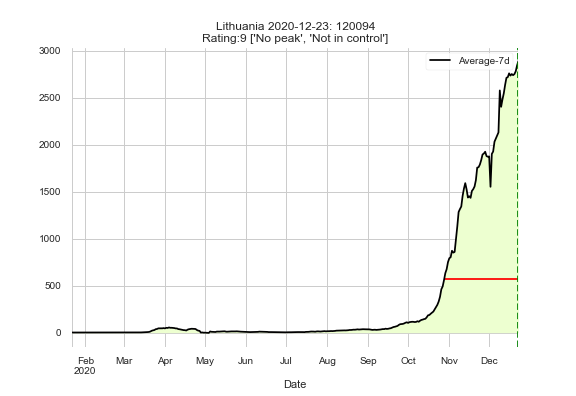 Lithuania 2020-12-23: 120094
Rating:9 ['No peak', 'Not in control']
Average-7d
3000
2500
2000
1500
1000
500
0
Feb Mar Apr May Jun Jul Aug Sep Oct Nov Dec
2020
Date